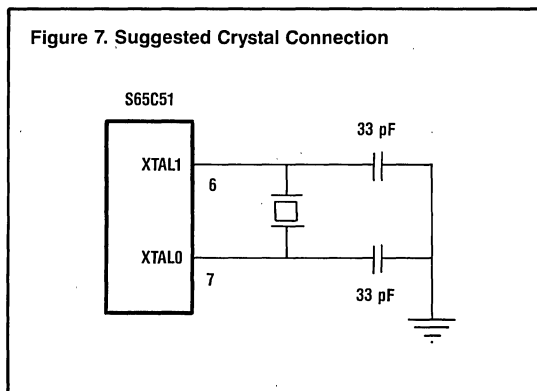 Figure 7. Suggested Crystal Connection
S65C51
33 pF
XTAL1
6
XTAL0
7
33 pF